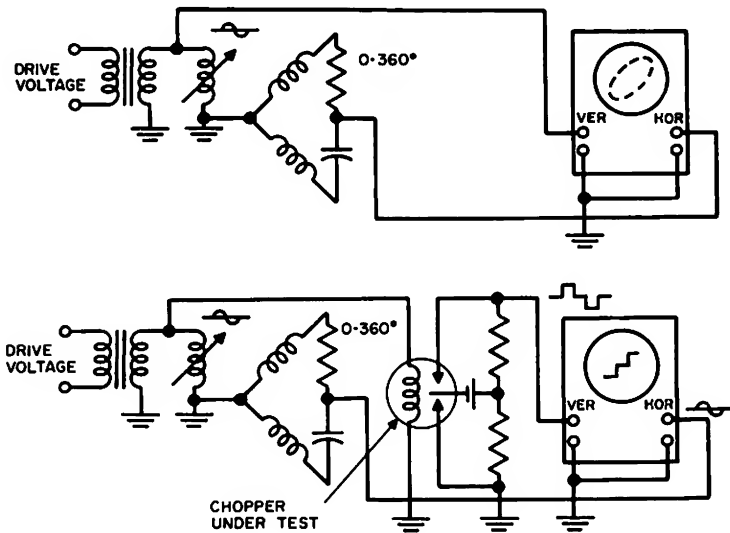 DRIVE
VOLTAGE
0-360°
VER
HOR
DRIVE
VOLTAGE
0-360°
VER
HOR
CHOPPER
UNDER TEST